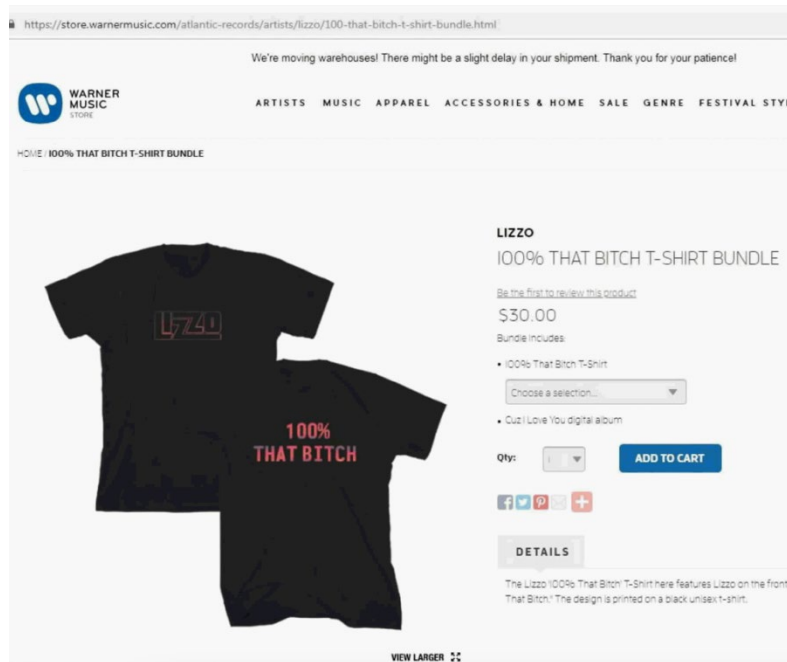 https://store.warnermusic.com/atlantic-records/artists/lizzo/100-that-bitch-t-shirt-bundle.html
We're moving warehouses! There might be a slight delay in your shipment. Thank you for your patience!
WARNER
MUSIC
STORE
ARTISTS MUSIC APPAREL ACCESSORIES & HOME SALE GENRE FESTIVAL STY
HOME / 100% THAT BITCH T-SHIRT BUNDLE
LIZZO
100% THAT BITCH T-SHIRT BUNDLE
Be the first to review this product
$30.00
Bundle Includes:
• 100% That Bitch T-Shirt
Choose a selection...
• Cuz I Love You digital album
Qty:
ADD TO CART
LIZZO
100%
THAT BITCH
DETAILS
The Lizzo '100% That Bitch' T-Shirt here features Lizzo on the front
That Bitch." The design is printed on a black unisex t-shirt.
VIEW LARGER